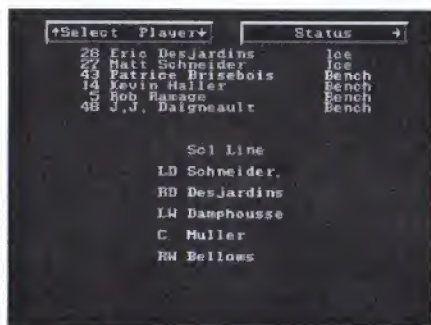 ↑Select Player↓ Status →
28 Eric Desjardins Ice
27 Matt Schneider Ice
43 Patrice Brisebois Bench
14 Kevin Haller Bench
5 Rob Ramage Bench
48 J.J. Daigneault Bench
Sc1 Line
LD Schneider.
RD Desjardins
LW Damphousse
C Muller
RW Bellows